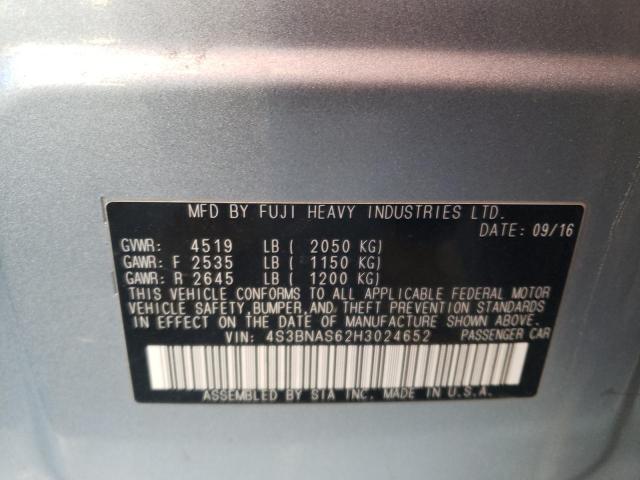 MFD BY FUJI HEAVY INDUSTRIES LTD.
DATE: 09/16
GVWR: 4519 LB ( 2050 KG)
GAWR: F 2535 LB ( 1150 KG)
GAWR: R 2645 LB ( 1200 KG)
THIS VEHICLE CONFORMS TO ALL APPLICABLE FEDERAL MOTOR
VEHICLE SAFETY,BUMPER,AND THEFT PREVENTION STANDARDS
IN EFFECT ON THE DATE OF MANUFACTURE SHOWN ABOVE.
VIN: 4S3BNAS62H3024652 PASSENGER CAR
ASSEMBLED BY SIA INC. MADE IN U.S.A.